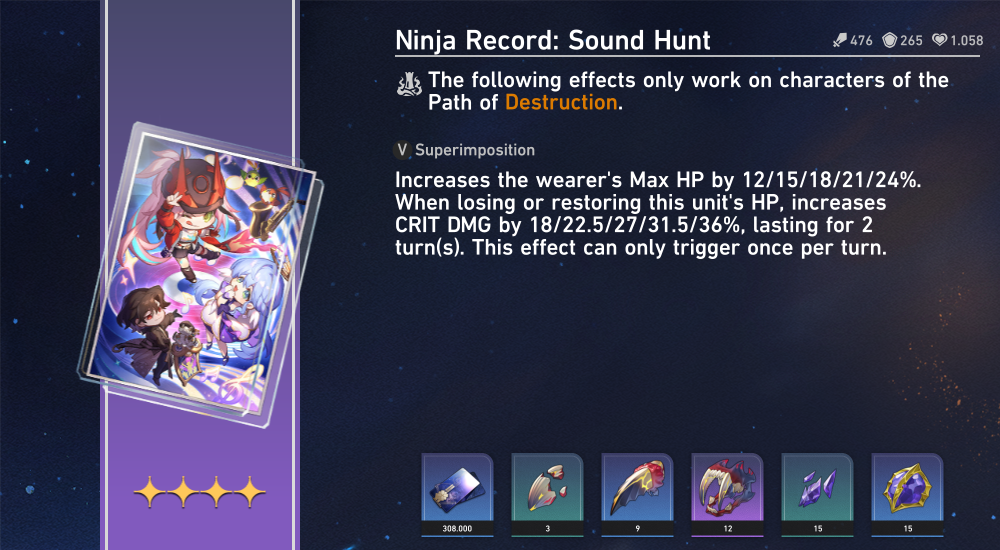 Ninja Record: Sound Hunt
476 265 1.058
The following effects only work on characters of the
Path of Destruction.
V Superimposition
Increases the wearer's Max HP by 12/15/18/21/24%.
When losing or restoring this unit's HP, increases
CRIT DMG by 18/22.5/27/31.5/36%, lasting for 2
turn(s). This effect can only trigger once per turn.
308.000 3 9 12 15 15